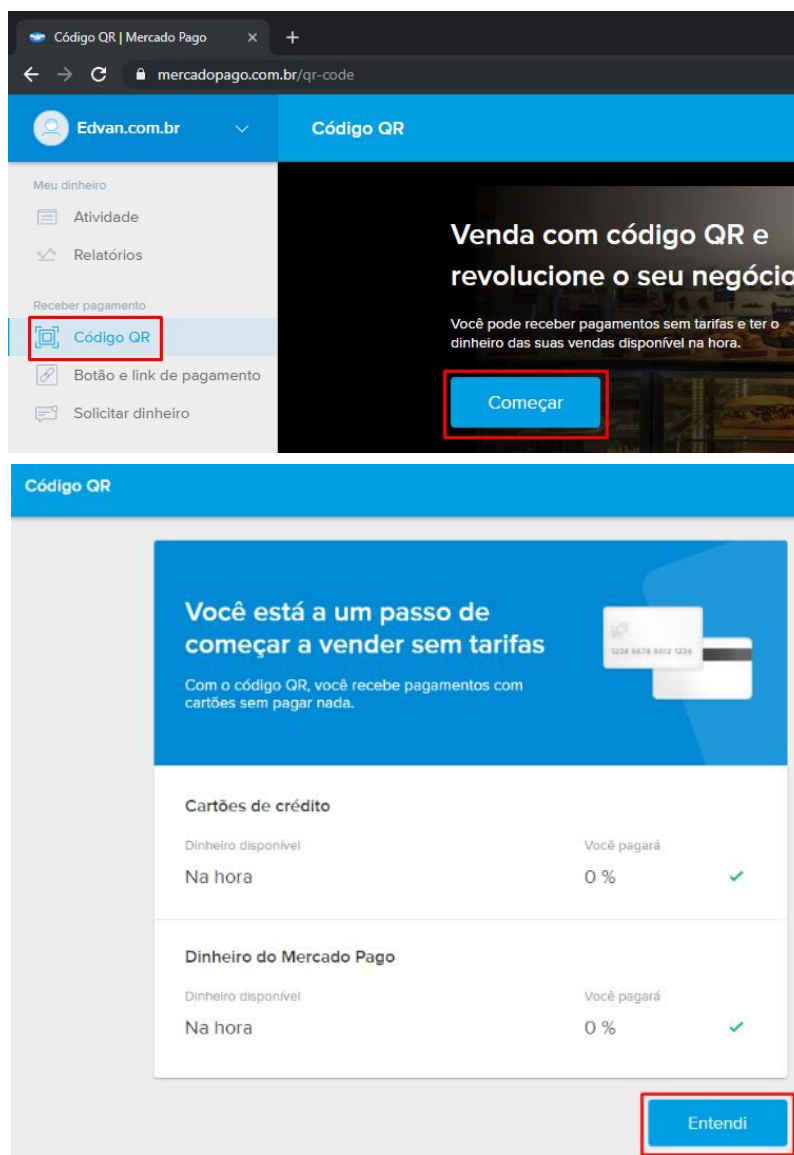 Código QR | Mercado Pago
mercadopago.com.br/qr-code
Edvan.com.br
Código QR
Meu dinheiro
Atividade
Relatórios
Receber pagamento
Código QR
Botão e link de pagamento
Solicitar dinheiro
Venda com código QR e
revolucione o seu negócio
Você pode receber pagamentos sem tarifas e ter o
dinheiro das suas vendas disponível na hora.
Começar
Código QR
Você está a um passo de
começar a vender sem tarifas
Com o código QR, você recebe pagamentos com
cartões sem pagar nada.
1234 5678 9012 1234
Cartões de crédito
Dinheiro disponível Você pagará
Na hora 0 %
Dinheiro do Mercado Pago
Dinheiro disponível Você pagará
Na hora 0 %
Entendi